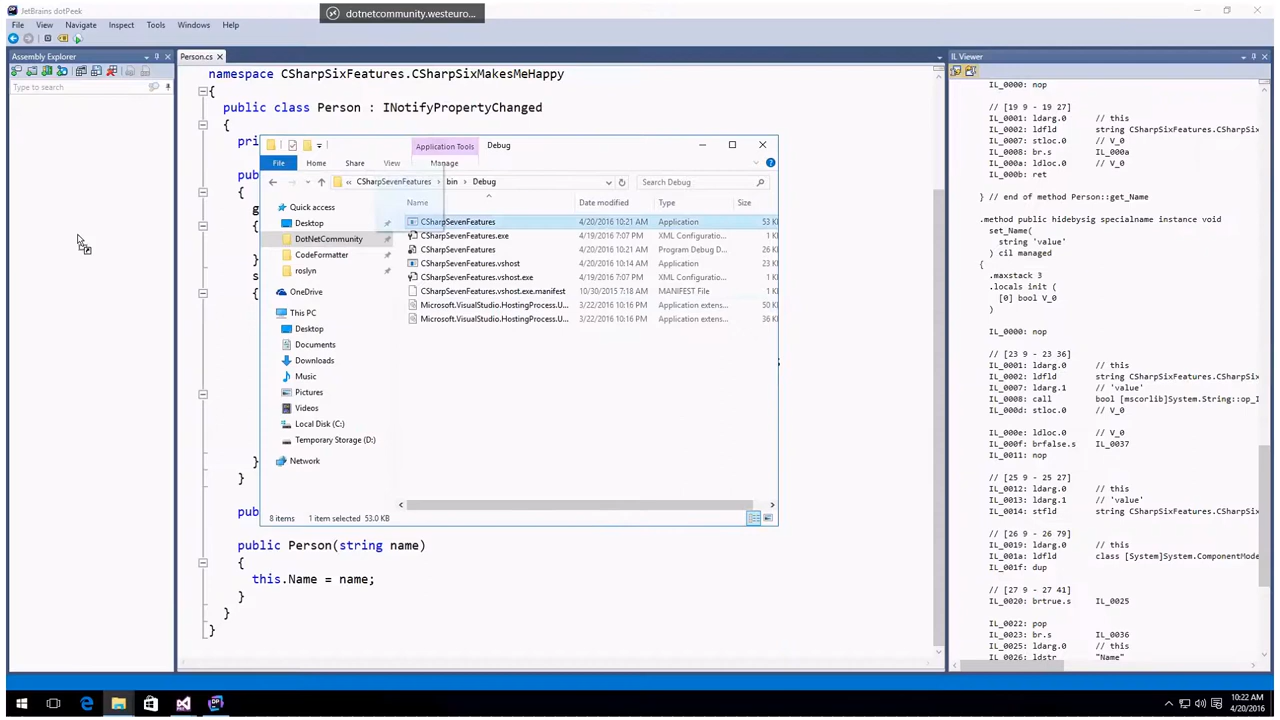 JetBrains dotPeek
dotnetcommunity.westeuro...
File View Navigate Inspect Tools Windows Help
Assembly Explorer
Type to search
Person.cs
namespace CSharpSixFeatures.CSharpSixMakesMeHappy
{
public class Person : INotifyPropertyChanged
{
pri
pub
{
g
{
}
s
{
}
}
pub
public Person(string name)
{
this.Name = name;
}
}
}
Application Tools
Debug
File Home Share View Manage
« CSharpSevenFeatures › bin › Debug
Search Debug
Quick access
Desktop
DotNetCommunity
CodeFormatter
roslyn
OneDrive
This PC
Desktop
Documents
Downloads
Music
Pictures
Videos
Local Disk (C:)
Temporary Storage (D:)
Network
Name Date modified Type Size
CSharpSevenFeatures 4/20/2016 10:21 AM Application 53 K
CSharpSevenFeatures.exe 4/19/2016 7:07 PM XML Configuratio... 1 K
CSharpSevenFeatures 4/20/2016 10:21 AM Program Debug D... 26 K
CSharpSevenFeatures.vshost 4/20/2016 10:14 AM Application 23 K
CSharpSevenFeatures.vshost.exe 4/19/2016 7:07 PM XML Configuratio... 1 K
CSharpSevenFeatures.vshost.exe.manifest 10/30/2015 7:18 AM MANIFEST File 1 K
Microsoft.VisualStudio.HostingProcess.U... 3/22/2016 10:16 PM Application extens... 50 K
Microsoft.VisualStudio.HostingProcess.U... 3/22/2016 10:16 PM Application extens... 36 K
8 items 1 item selected 53.0 KB
IL Viewer
IL_0000: nop
// [19 9 - 19 27]
IL_0001: ldarg.0 // this
IL_0002: ldfld string CSharpSixFeatures.CSharpSix
IL_0007: stloc.0 // V_0
IL_0008: br.s IL_000a
IL_000a: ldloc.0 // V_0
IL_000b: ret
} // end of method Person::get_Name
.method public hidebysig specialname instance void
set_Name(
string 'value'
) cil managed
{
.maxstack 3
.locals init (
[0] bool V_0
)
IL_0000: nop
// [23 9 - 23 36]
IL_0001: ldarg.0 // this
IL_0002: ldfld string CSharpSixFeatures.CSharpSix
IL_0007: ldarg.1 // 'value'
IL_0008: call bool [mscorlib]System.String::op_I
IL_000d: stloc.0 // V_0
IL_000e: ldloc.0 // V_0
IL_000f: brfalse.s IL_0037
IL_0011: nop
// [25 9 - 25 27]
IL_0012: ldarg.0 // this
IL_0013: ldarg.1 // 'value'
IL_0014: stfld string CSharpSixFeatures.CSharpSix
// [26 9 - 26 79]
IL_0019: ldarg.0 // this
IL_001a: ldfld class [System]System.ComponentMode
IL_001f: dup
// [27 9 - 27 41]
IL_0020: brtrue.s IL_0025
IL_0022: pop
IL_0023: br.s IL_0036
IL_0025: ldarg.0 // this
IL_0026: ldstr "Name"
10:22 AM
4/20/2016